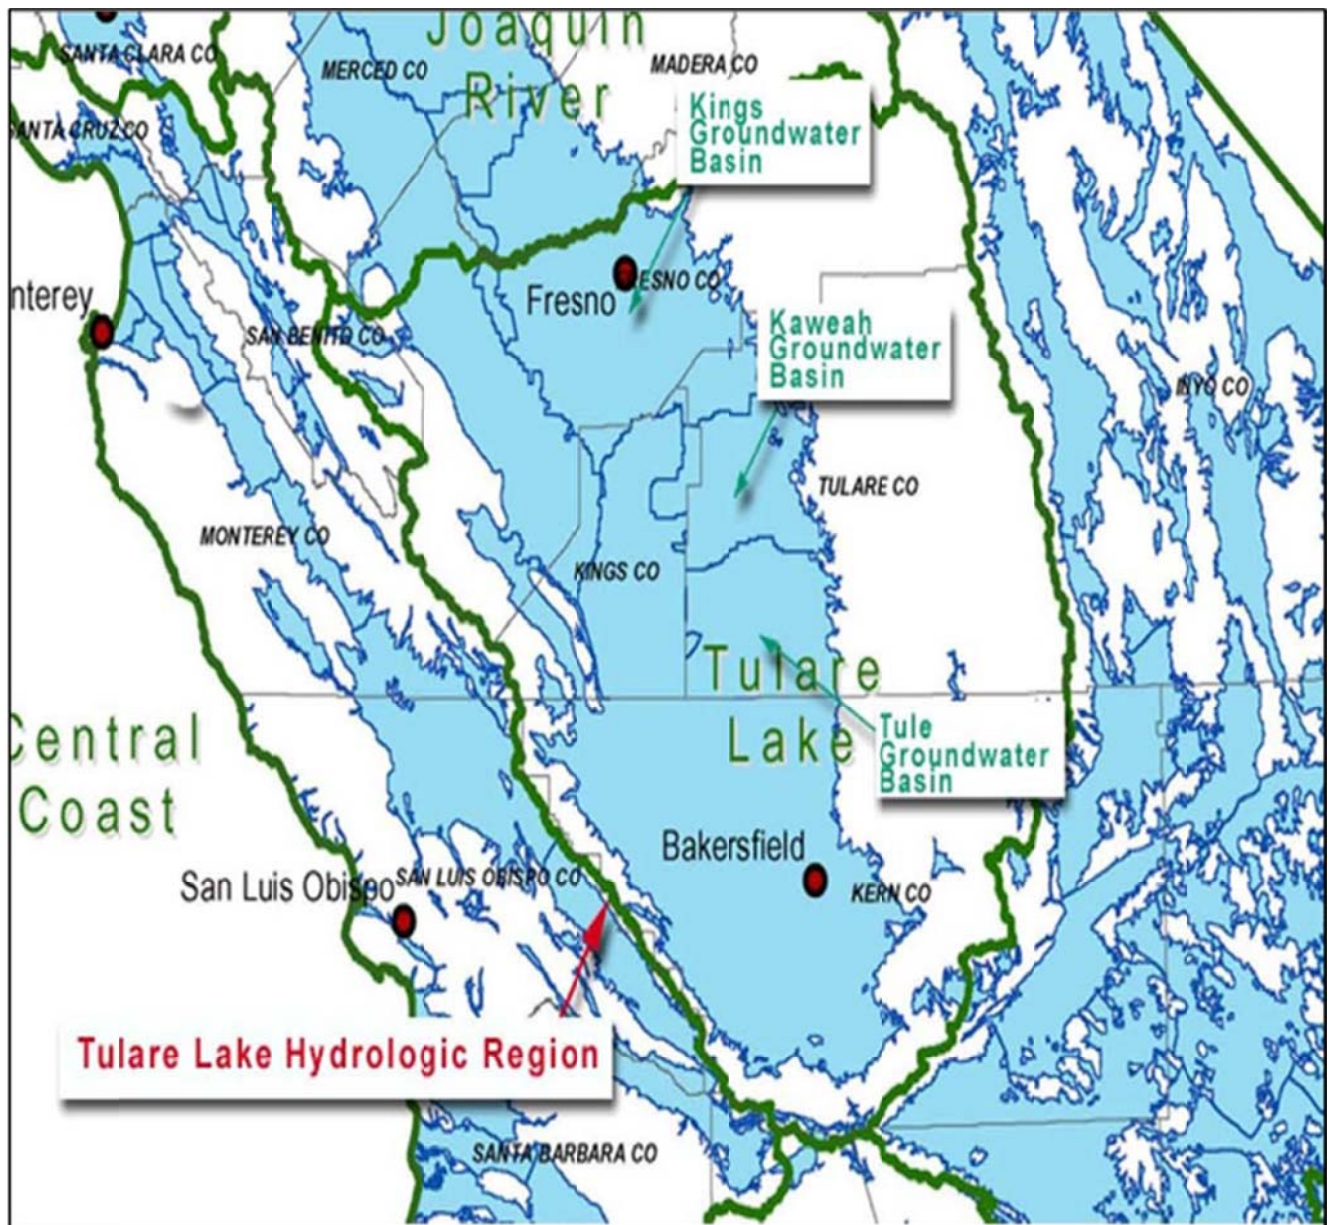 Joaquin
River
SANTA CLARA CO
MERCED CO
MADERA CO
Kings
Groundwater
Basin
SANTA CRUZ CO
Fresno
RESNO CO
nterey
SAN BENITO CO
Kaweah
Groundwater
Basin
INYO CO
TULARE CO
MONTEREY CO
KINGS CO
Tulare
Lake
Central
Coast
Tule
Groundwater
Basin
Bakersfield
KERN CO
San Luis Obispo
SAN LUIS OBISPO CO
Tulare Lake Hydrologic Region
SANTA BARBARA CO